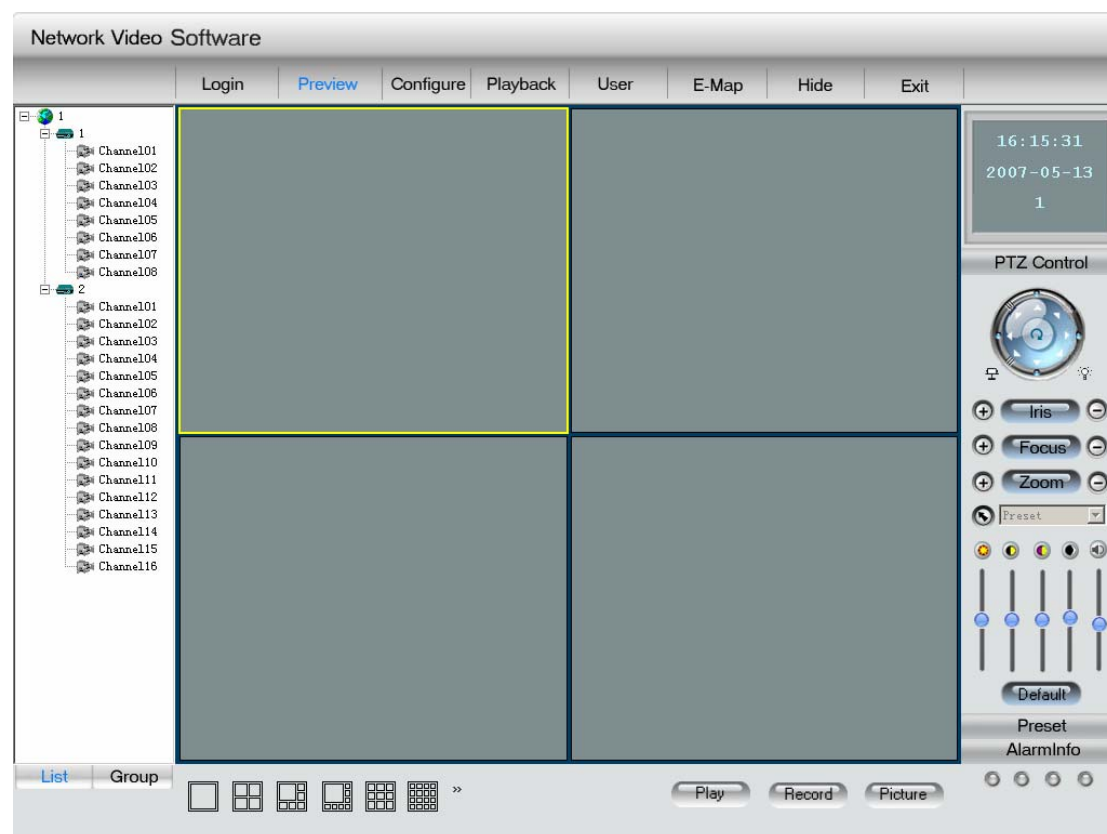 Network Video Software
Login Preview Configure Playback User E-Map Hide Exit
1
1
Channel01
Channel02
Channel03
Channel04
Channel05
Channel06
Channel07
Channel08
2
Channel01
Channel02
Channel03
Channel04
Channel05
Channel06
Channel07
Channel08
Channel09
Channel10
Channel11
Channel12
Channel13
Channel14
Channel15
Channel16
List Group
16:15:31
2007-05-13
1
PTZ Control
Iris
Focus
Zoom
Preset
Default
Preset
AlarmInfo
»
Play Record Picture